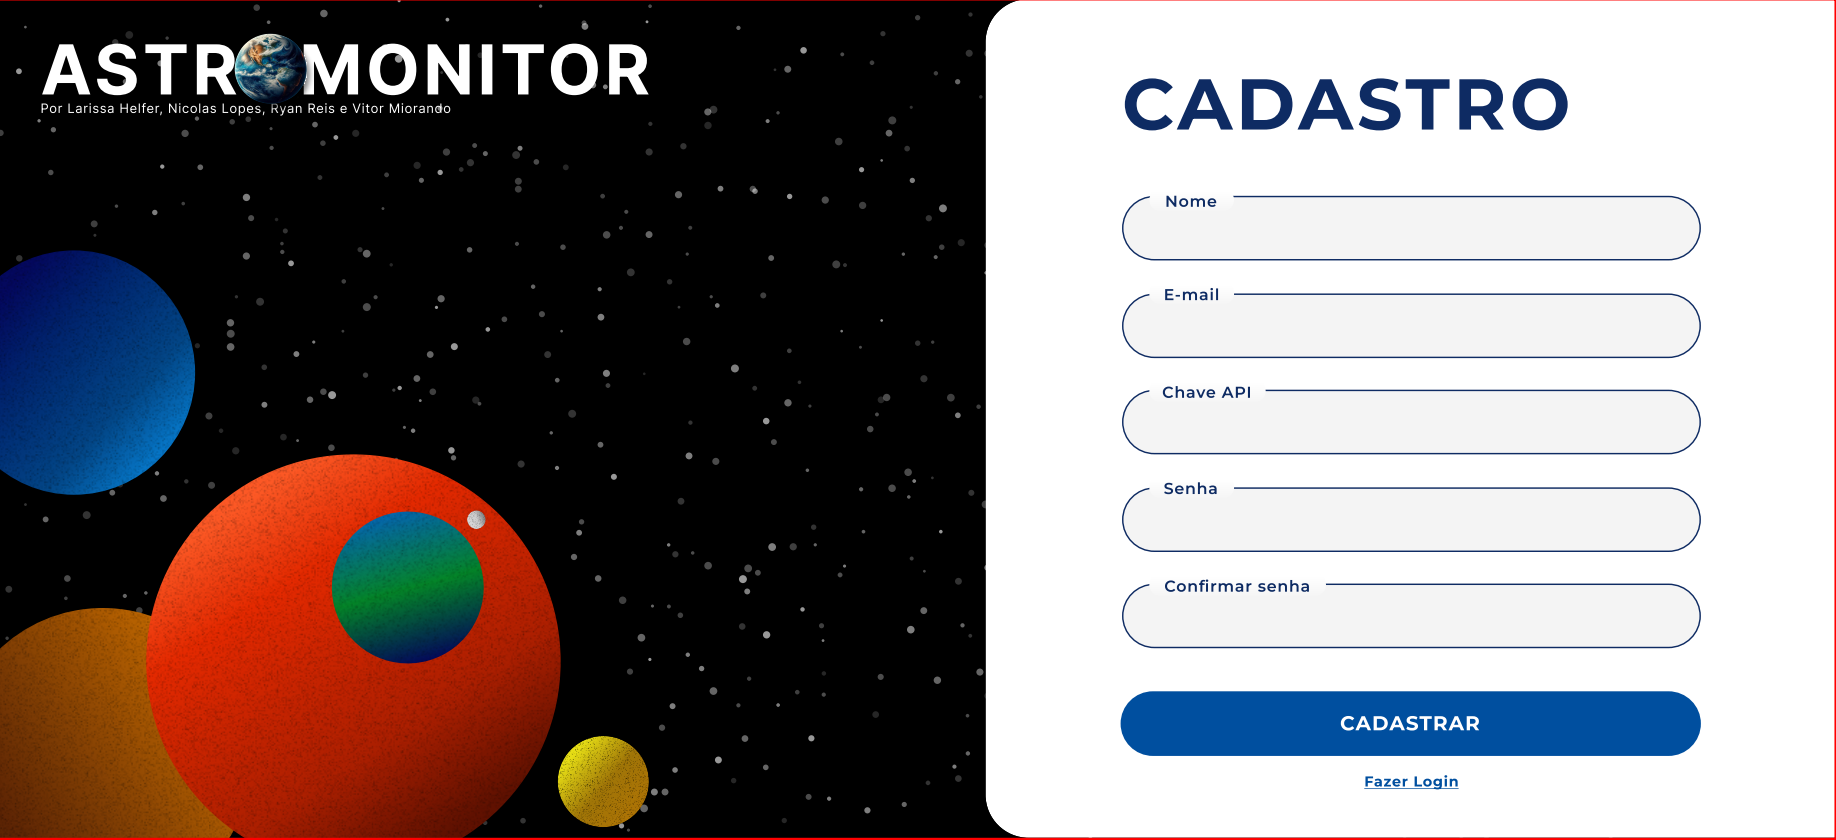 ASTROMONITOR
Por Larissa Helfer, Nicolas Lopes, Ryan Reis e Vitor Miorando
CADASTRO
Nome
E-mail
Chave API
Senha
Confirmar senha
CADASTRAR
Fazer Login